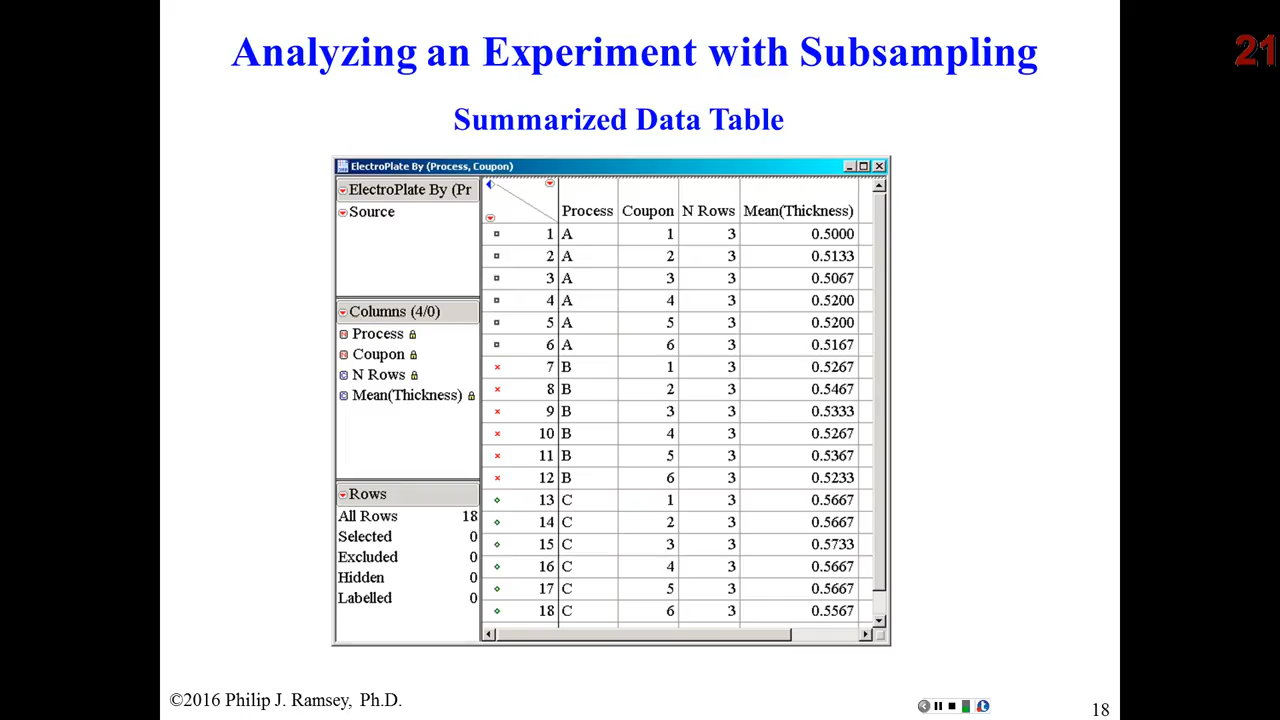 Analyzing an Experiment with Subsampling
21
Summarized Data Table
ElectroPlate By (Process, Coupon)
ElectroPlate By (Pr
Source
Columns (4/0)
Process
Coupon
N Rows
Mean(Thickness)
Rows
All Rows 18
Selected 0
Excluded 0
Hidden 0
Labelled 0
Process Coupon N Rows Mean(Thickness)
1 A 1 3 0.5000
2 A 2 3 0.5133
3 A 3 3 0.5067
4 A 4 3 0.5200
5 A 5 3 0.5200
6 A 6 3 0.5167
7 B 1 3 0.5267
8 B 2 3 0.5467
9 B 3 3 0.5333
10 B 4 3 0.5267
11 B 5 3 0.5367
12 B 6 3 0.5233
13 C 1 3 0.5667
14 C 2 3 0.5667
15 C 3 3 0.5733
16 C 4 3 0.5667
17 C 5 3 0.5667
18 C 6 3 0.5567
©2016 Philip J. Ramsey, Ph.D.
18